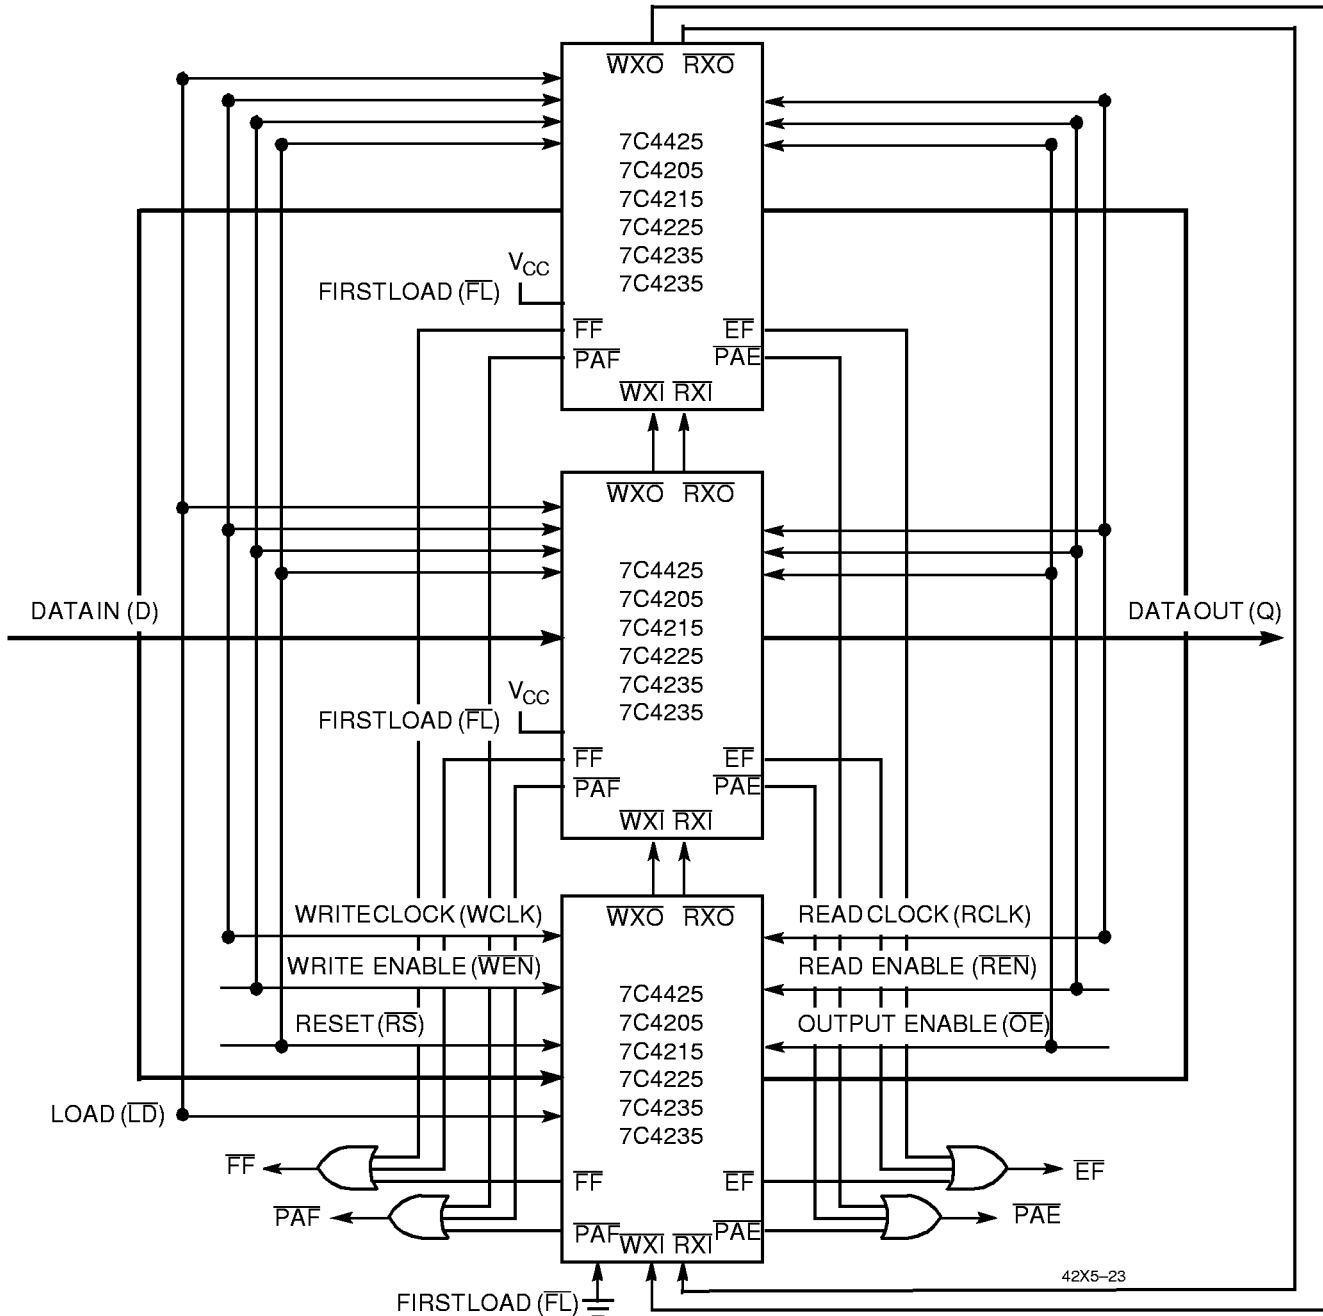 WXO RXO
7C4425
7C4205
7C4215
7C4225
7C4235
7C4235
VCC
FIRSTLOAD (FL)
FF EF
PAF PAE
WXI RXI
WXO RXO
7C4425
7C4205
7C4215
7C4225
7C4235
7C4235
DATAIN (D)
DATAOUT (Q)
VCC
FIRSTLOAD (FL)
FF EF
PAF PAE
WXI RXI
WXO RXO
WRITECLOCK (WCLK)
READ CLOCK (RCLK)
WRITE ENABLE (WEN)
READ ENABLE (REN)
RESET (RS)
OUTPUT ENABLE (OE)
7C4425
7C4205
7C4215
7C4225
7C4235
7C4235
LOAD (LD)
FF FF EF EF
PAF PAF PAE PAE
WXI RXI
42X5–23
FIRSTLOAD (FL)